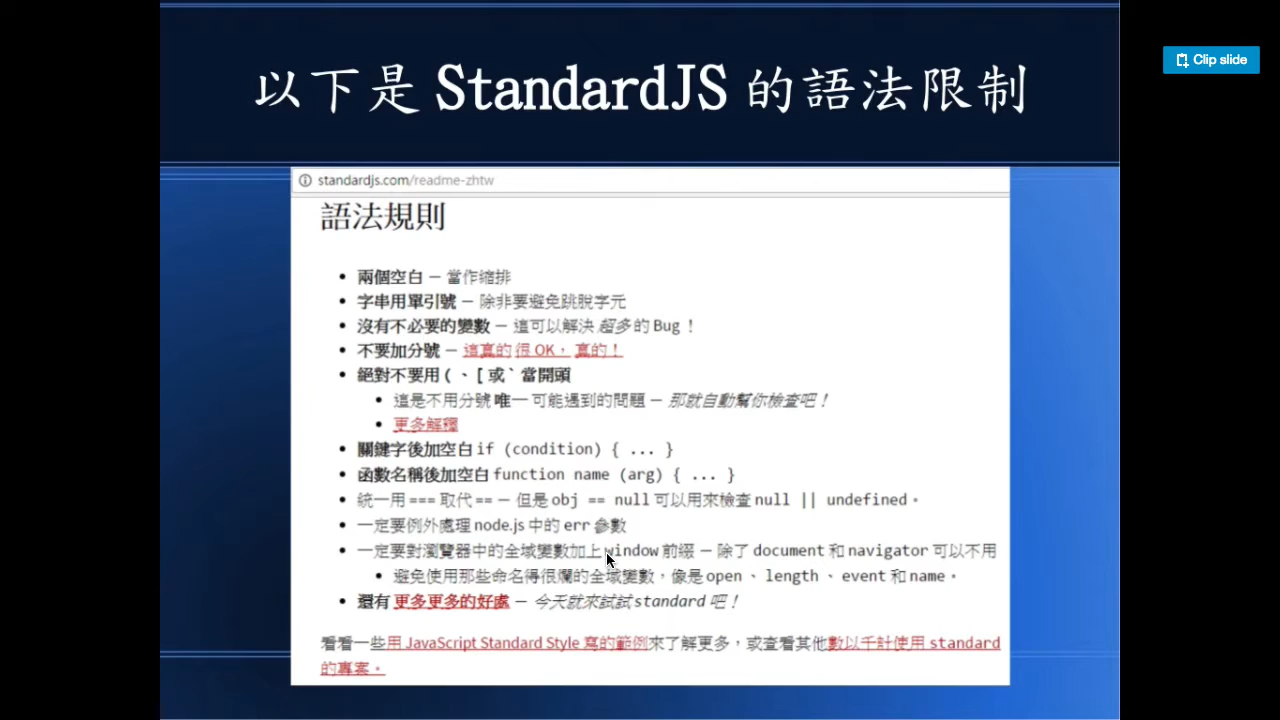 以下是 StandardJS 的語法限制
Clip slide
standardjs.com/readme-zhtw
語法規則
• 兩個空白 — 當作縮排
• 字串用單引號 — 除非要避免跳脫字元
• 沒有不必要的變數 — 這可以解決 超多 的 Bug！
• 不要加分號 — 這真的 很 OK， 真的！
• 絕對不要用 ( 、 [ 或 ` 當開頭
• 這是不用分號 唯一 可能遇到的問題 — 那就自動幫你檢查吧！
• 更多解釋
• 關鍵字後加空白 if (condition) { ... }
• 函數名稱後加空白 function name (arg) { ... }
• 統一用 === 取代 == — 但是 obj == null 可以用來檢查 null || undefined。
• 一定要例外處理 node.js 中的 err 參數
• 一定要對瀏覽器中的全域變數加上 window 前綴 — 除了 document 和 navigator 可以不用
• 避免使用那些命名得很爛的全域變數，像是 open 、 length 、 event 和 name。
• 還有 更多更多的好處 — 今天就來試試 standard 吧！
看看一些用 JavaScript Standard Style 寫的範例來了解更多，或查看其他數以千計使用 standard
的專案。